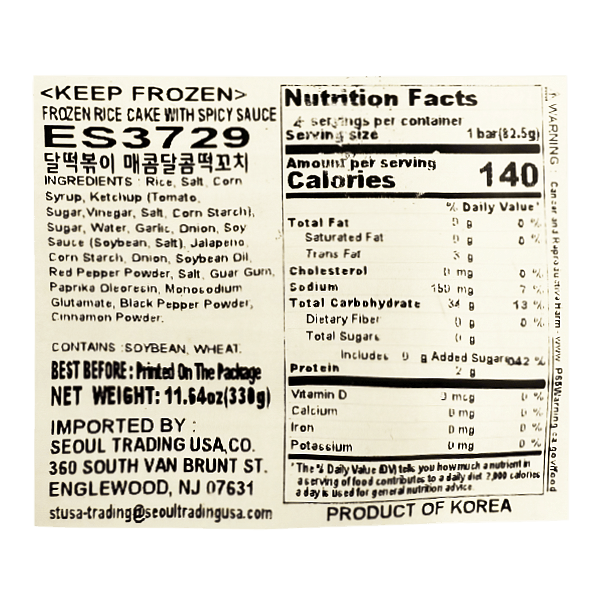 <KEEP FROZEN>
FROZEN RICE CAKE WITH SPICY SAUCE
ES3729
달떡볶이 매콤달콤떡꼬치
INGREDIENTS : Rice, Salt, Corn
Syrup, Ketchup (Tomato,
Sugar, Vinegar, Salt, Corn Starch),
Sugar, Water, Garlic, Onion, Soy
Sauce (Soybean, Salt), Jalapeno,
Corn Starch, Onion, Soybean Oil,
Red Pepper Powder, Salt, Guar Gum,
Paprika Oleoresin, Monosodium
Glutamate, Black Pepper Powder,
Cinnamon Powder.
CONTAINS :SOYBEAN, WHEAT.
BEST BEFORE : Printed On The Package
NET WEIGHT: 11.64oz(330g)
IMPORTED BY :
SEOUL TRADING USA,CO.
360 SOUTH VAN BRUNT ST.
ENGLEWOOD, NJ 07631
stusa-trading@seoultradingusa.com
Nutrition Facts
4 servings per container
Serving size 1 bar(82.5g)
Amount per serving
Calories 140
% Daily Value*
Total Fat 0 g 0 %
Saturated Fat 0 g 0 %
Trans Fat g
Cholesterol 0 mg 0 %
Sodium 150 mg 7 %
Total Carbohydrate 34 g 13 %
Dietary Fiber 0 g 0 %
Total Sugars g
Includes 0 g Added Sugars %
Protein 2 g
Vitamin D 0 mcg 0 %
Calcium 0 mg 0 %
Iron 0 mg 0 %
Potassium 0 mg 0 %
*The % Daily Value (DV) tells you how much a nutrient in
a serving of food contributes to a daily diet. 2,000 calories
a day is used for general nutrition advice.
PRODUCT OF KOREA
WARNING : Cancer and Reproductive Harm - www.P65Warnings.ca.gov/food